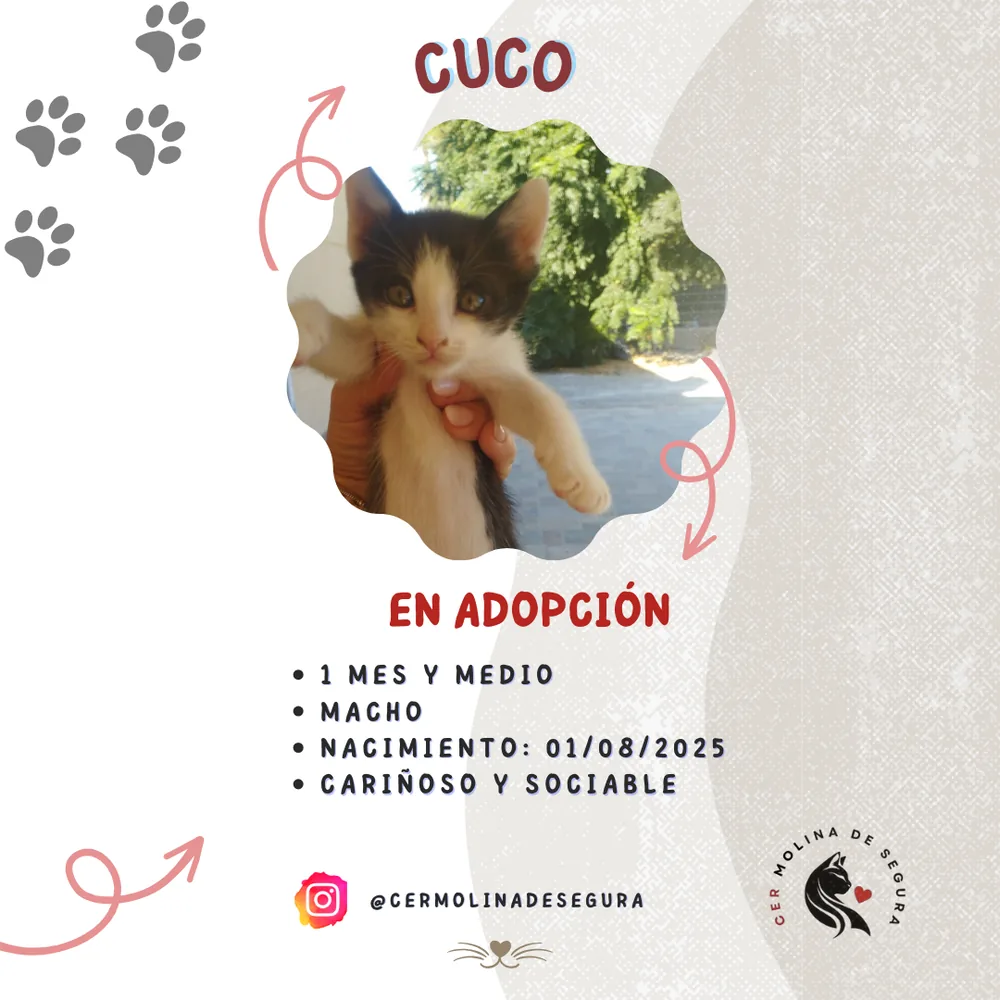 CUCO
EN ADOPCIÓN
• 1 MES Y MEDIO
• MACHO
• NACIMIENTO: 01/08/2025
• CARIÑOSO Y SOCIABLE
CER MOLINA DE SEGURA
@CERMOLINADESEGURA